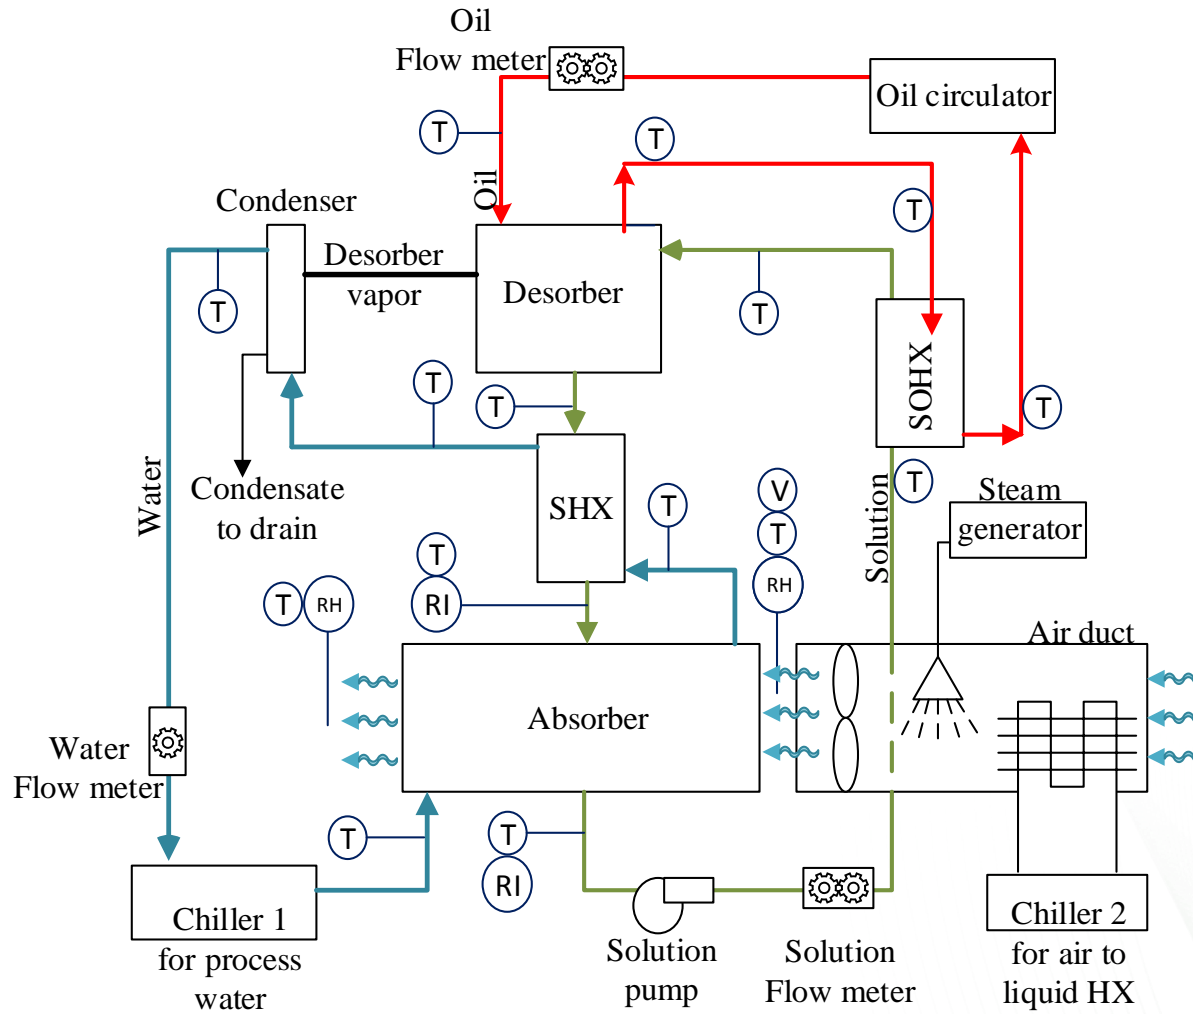 Oil
Flow meter
Oil circulator
T
T
Oil
Condenser
T
Desorber
vapor
Desorber
T
T
T
T
SOHX
T
Water
Condensate
to drain
SHX
T
V
T
RH
Solution
T
Steam
generator
T
RI
T
RH
Air duct
Absorber
Water
Flow meter
T
T
RI
Chiller 1
for process
water
Solution
pump
Solution
Flow meter
Chiller 2
for air to
liquid HX